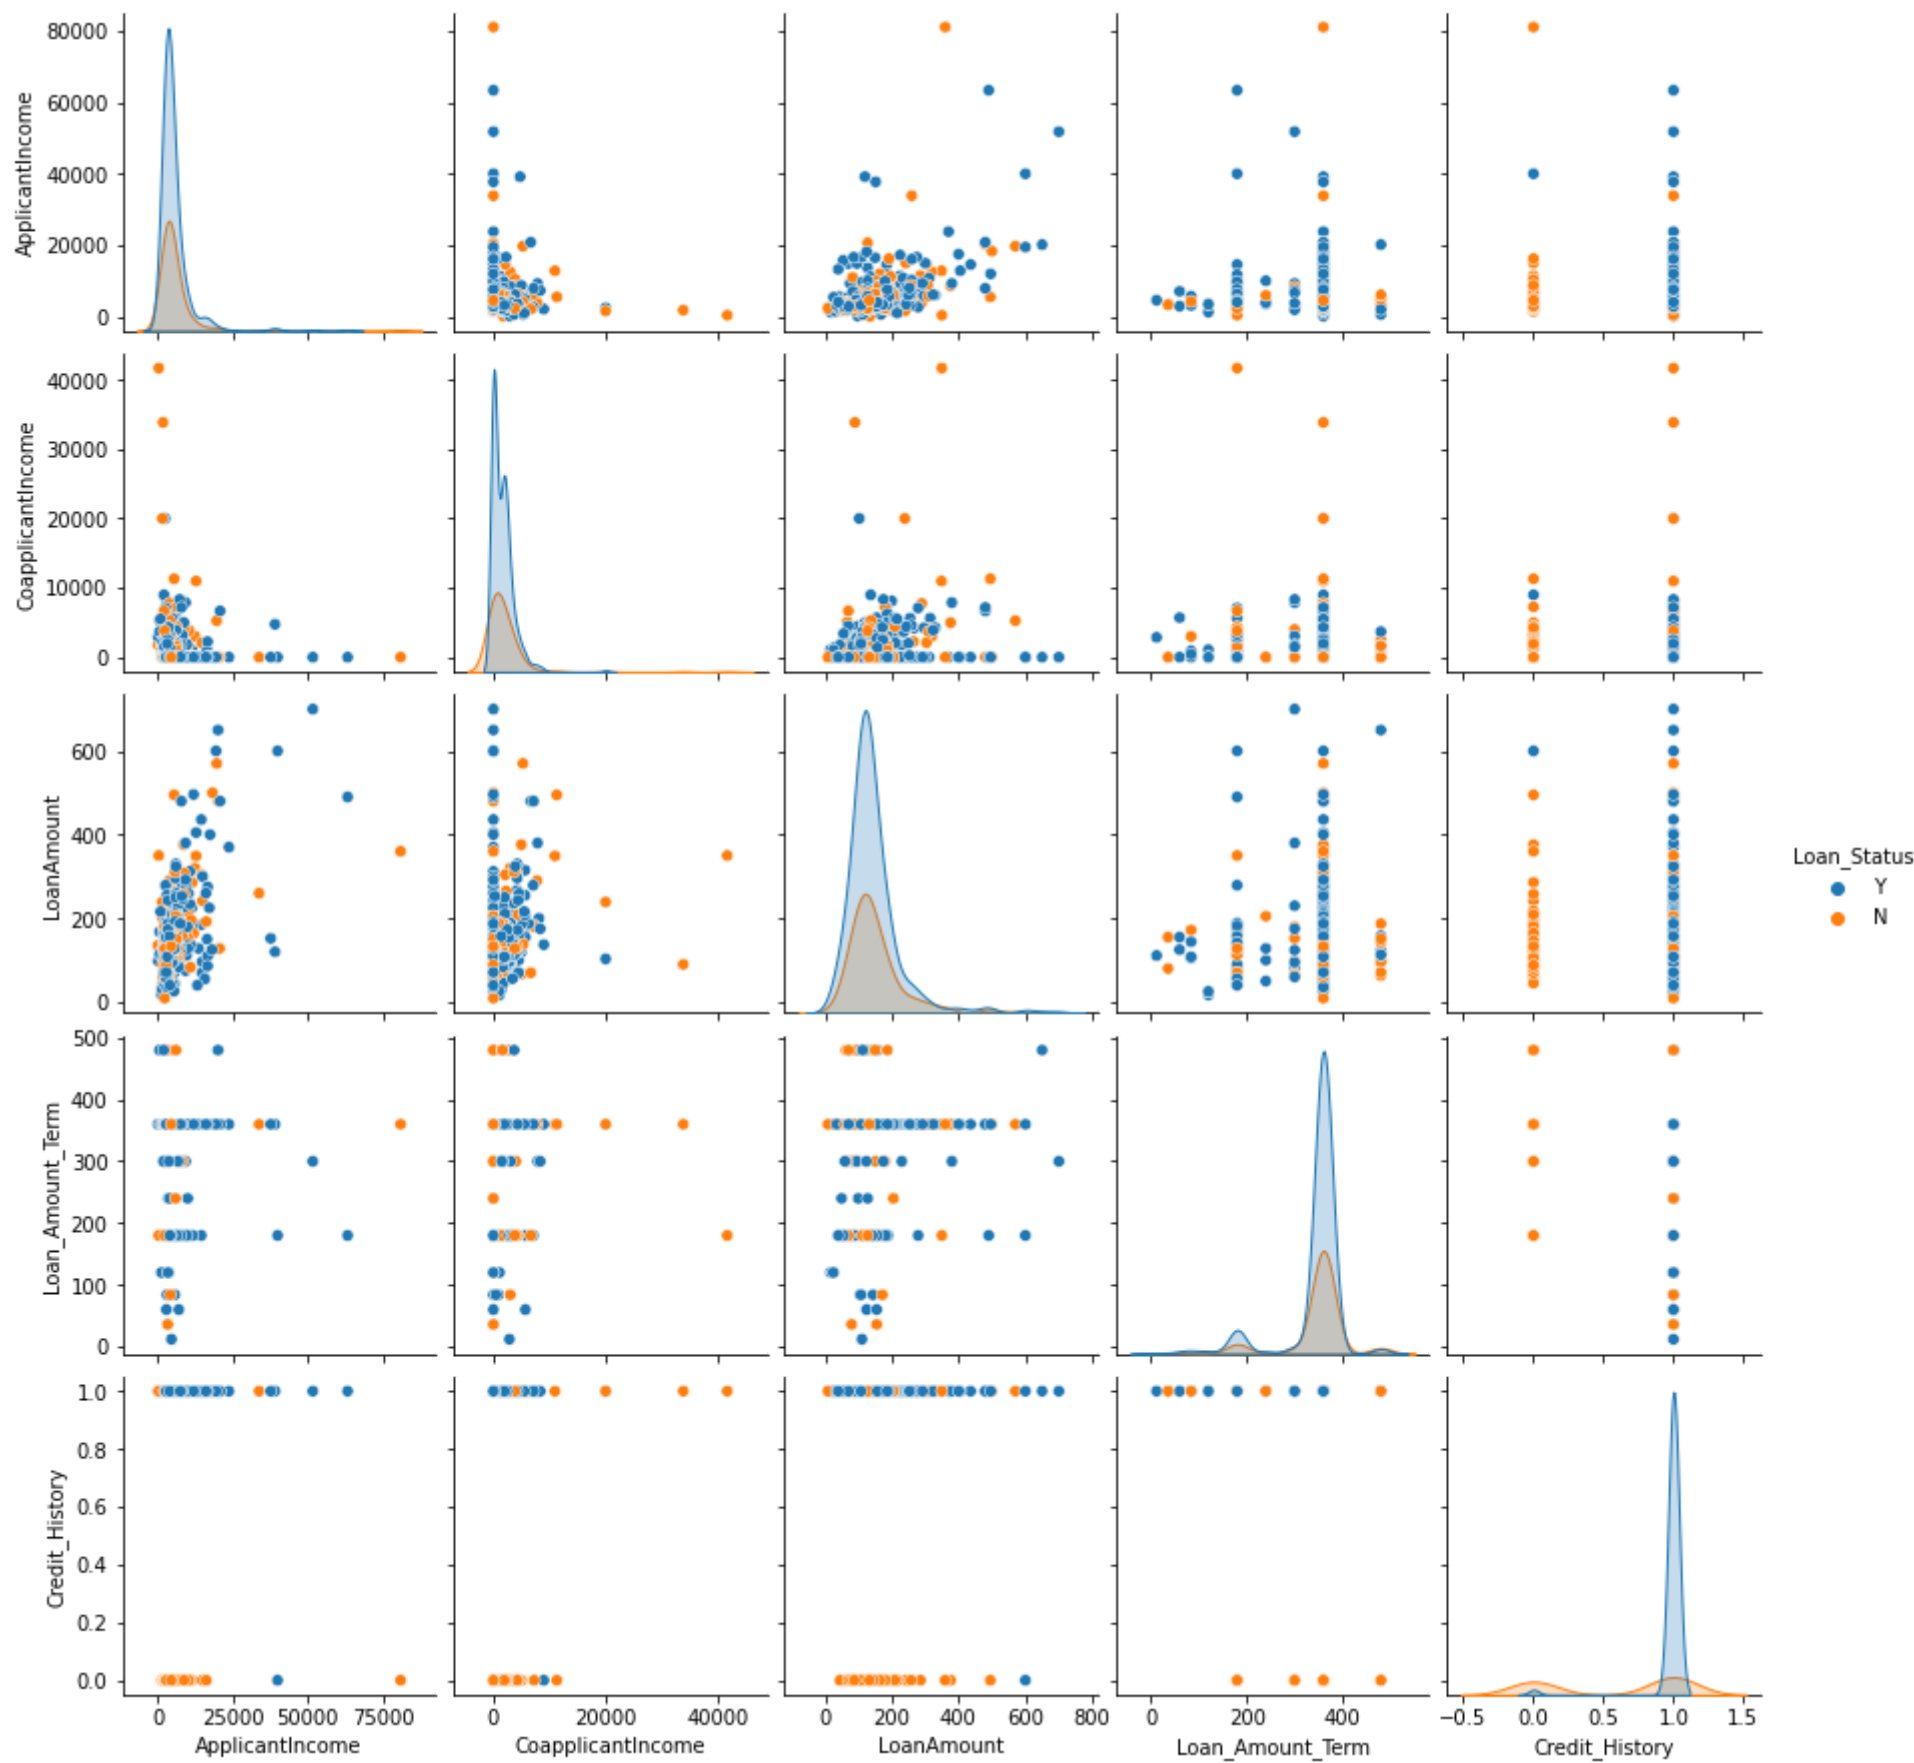 80000
60000
40000
20000
0
ApplicantIncome
40000
30000
20000
10000
0
CoapplicantIncome
600
400
200
0
LoanAmount
Loan_Status
Y
N
500
400
300
200
100
0
Loan_Amount_Term
1.0
0.8
0.6
0.4
0.2
0.0
Credit_History
0 25000 50000 75000
ApplicantIncome
0 20000 40000
CoapplicantIncome
0 200 400 600 800
LoanAmount
0 200 400
Loan_Amount_Term
−0.5 0.0 0.5 1.0 1.5
Credit_History